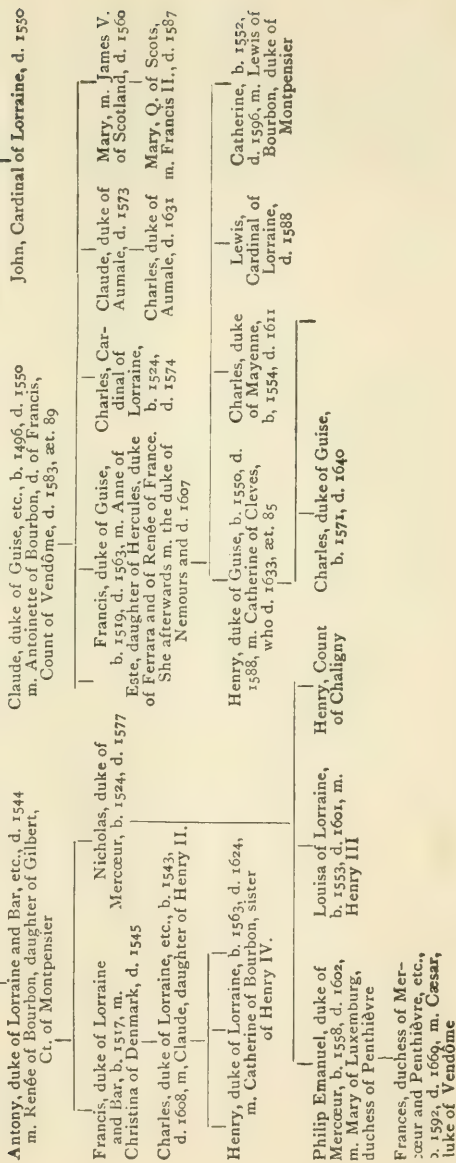 Antony, duke of Lorraine and Bar, etc., d. 1544
m. Renée of Bourbon, daughter of Gilbert,
Ct. of Montpensier
Claude, duke of Guise, etc., b. 1496, d. 1550
m. Antoinette of Bourbon, d. of Francis,
Count of Vendôme, d. 1583, æt. 89
John, Cardinal of Lorraine, d. 1550
Francis, duke of Lorraine
and Bar, b. 1517, m.
Christina of Denmark, d. 1545
Nicholas, duke of
Mercœur, b. 1524, d. 1577
Francis, duke of Guise,
b. 1519, d. 1563, m. Anne of
Este, daughter of Hercules, duke
of Ferrara and of Renée of France.
She afterwards m. the duke of
Nemours and d. 1607
Charles, Car-
dinal of
Lorraine,
b. 1524,
d. 1574
Claude, duke of
Aumale, d. 1573
Mary, m. James V.
of Scotland, d. 1560
Charles, duke of
Aumale, d. 1631
Mary, Q. of Scots,
m. Francis II., d. 1587
Charles, duke of Lorraine, etc., b. 1543,
d. 1608, m, Claude, daughter of Henry II.
Henry, duke of Lorraine, b. 1563, d. 1624,
m. Catherine of Bourbon, sister
of Henry IV.
Henry, duke of Guise, b. 1550, d.
1588, m. Catherine of Cleves,
who d. 1633, æt. 85
Charles, duke
of Mayenne,
b, 1554, d. 1611
Lewis,
Cardinal of
Lorraine,
d. 1588
Catherine, b. 1552,
d. 1596, m. Lewis of
Bourbon, duke of
Montpensier
Philip Emanuel, duke of
Mercœur, b. 1558, d. 1602,
m. Mary of Luxemburg,
duchess of Penthièvre
Louisa of Lorraine,
b. 1553, d. 1601, m.
Henry III
Henry, Count
of Chaligny
Charles, duke of Guise,
b. 1571, d. 1640
Frances, duchess of Mer-
cœur and Penthièvre, etc.,
b. 1592, d. 1669, m. Cæsar,
duke of Vendôme